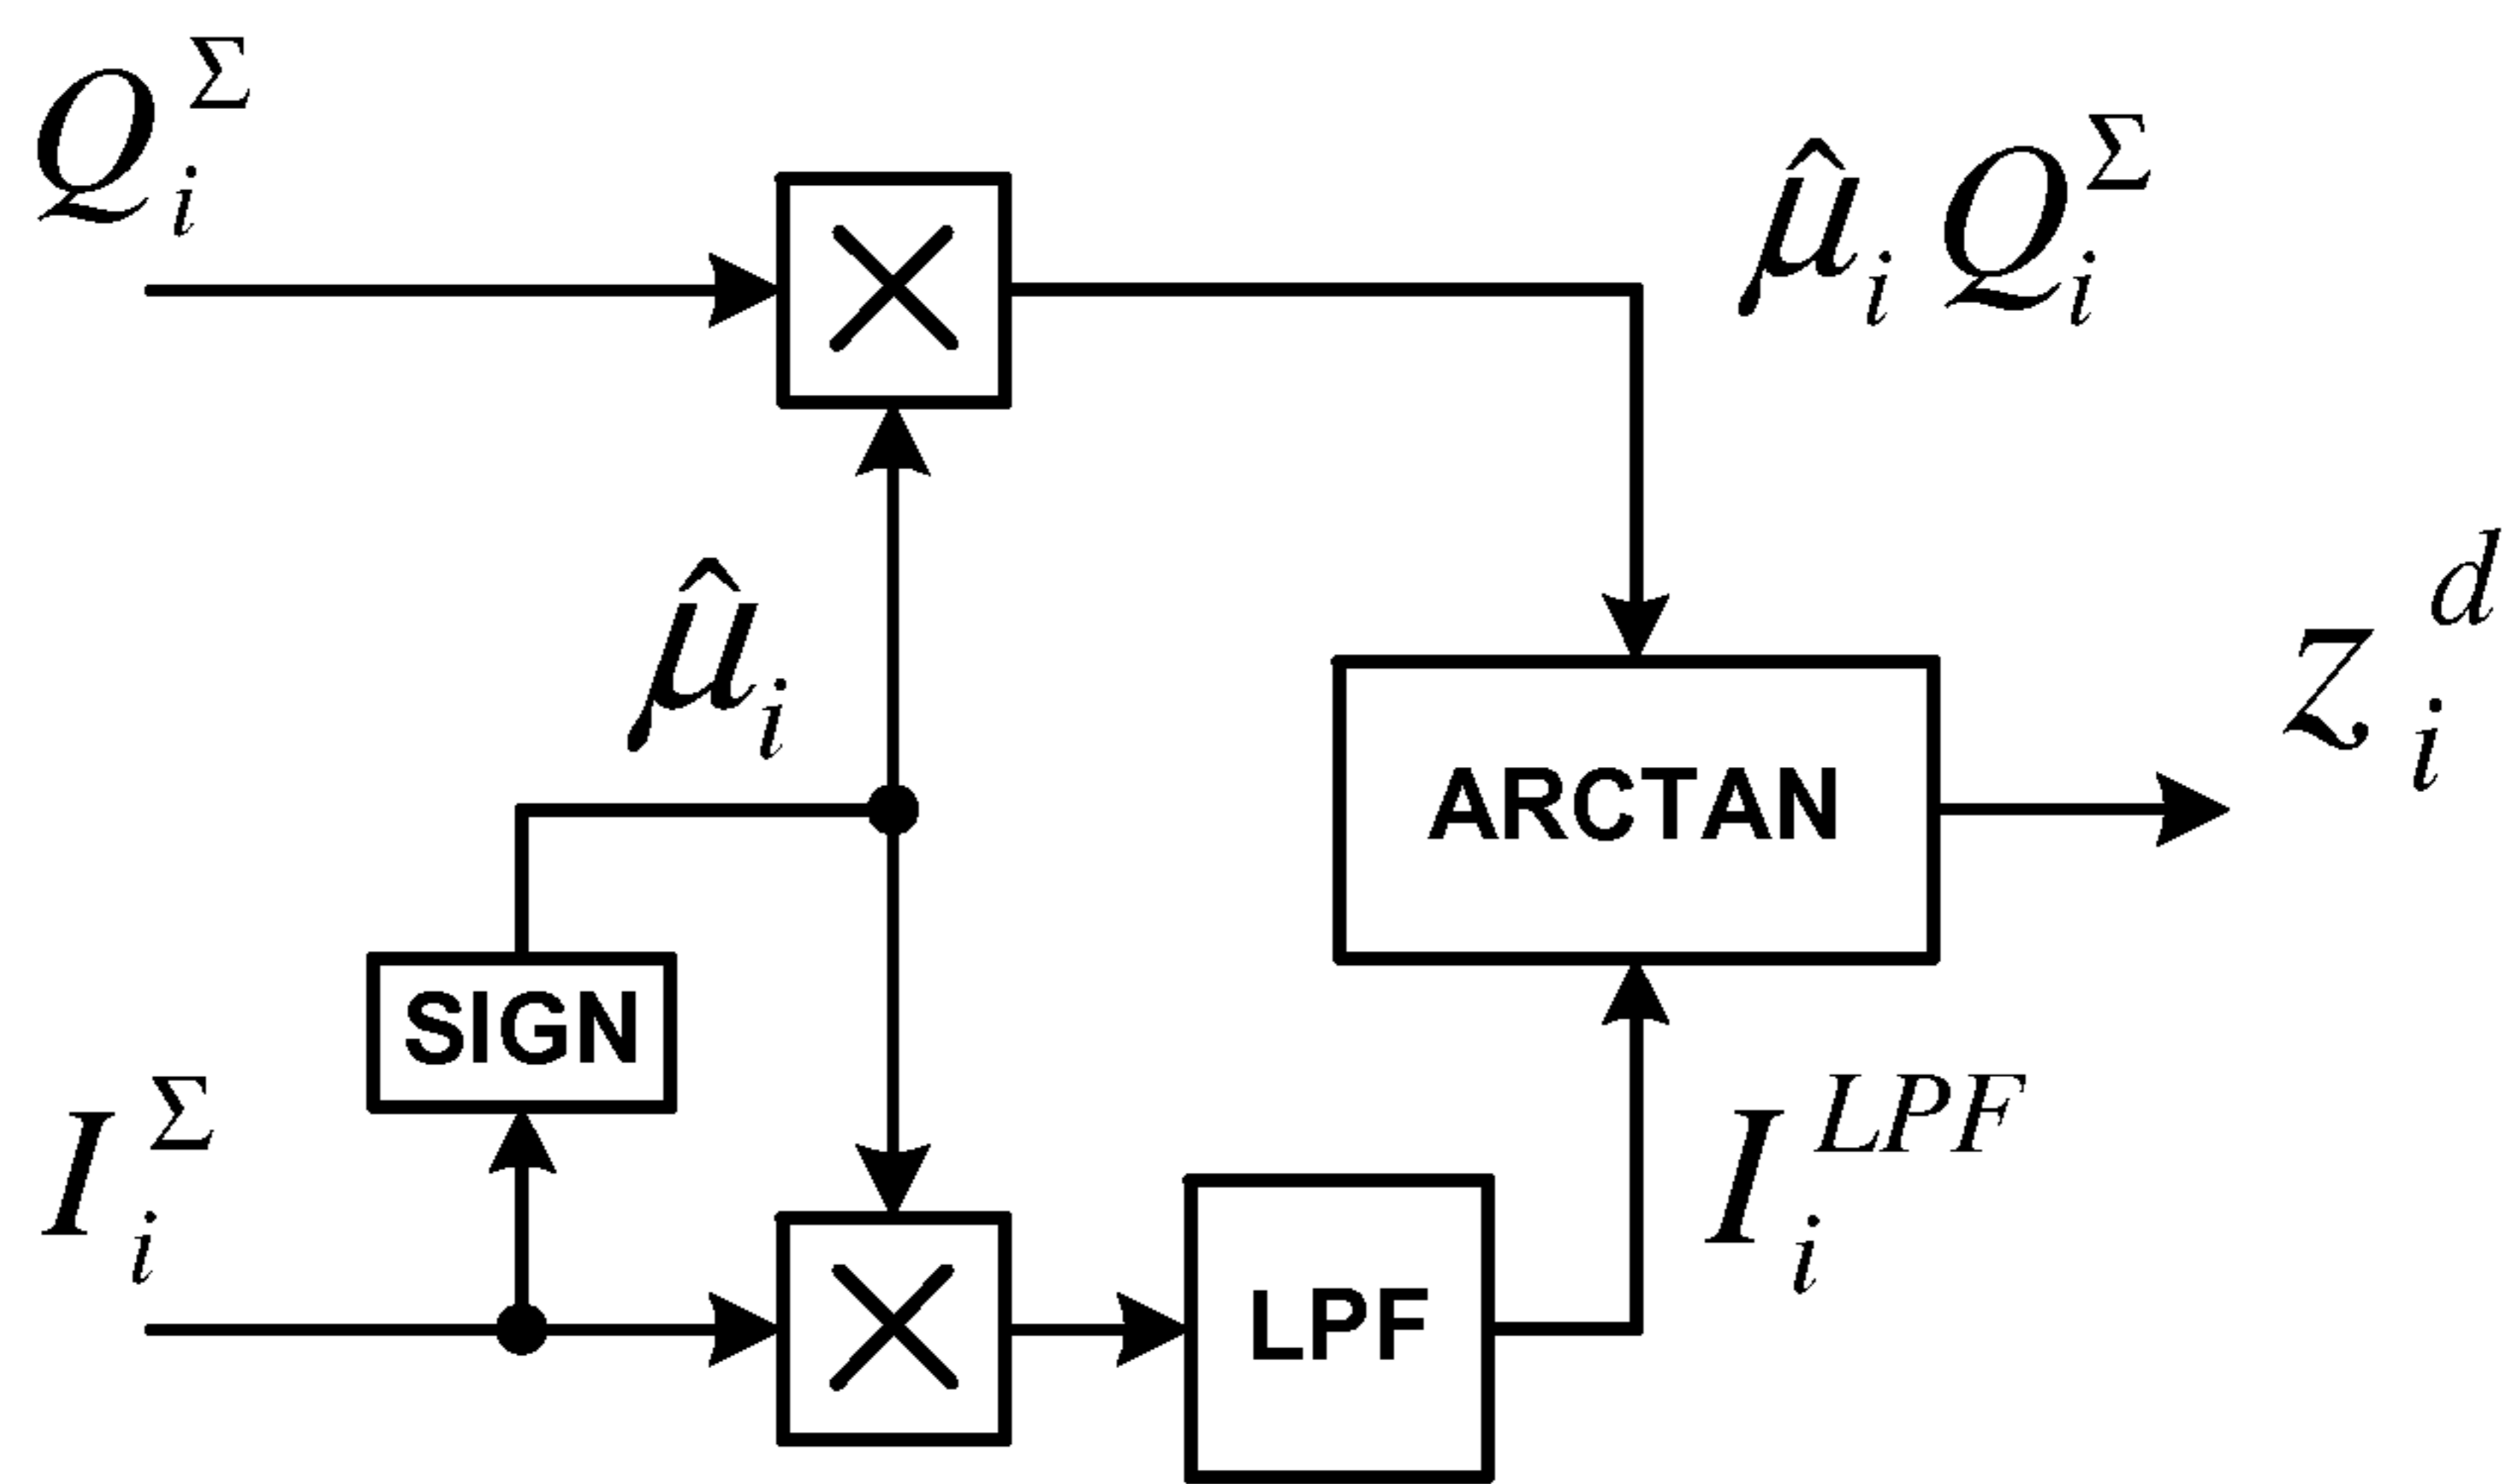 Q_i^Σ
μ̂_i Q_i^Σ
μ̂_i
Z_i^d
ARCTAN
SIGN
I_i^Σ
I_i^{LPF}
LPF